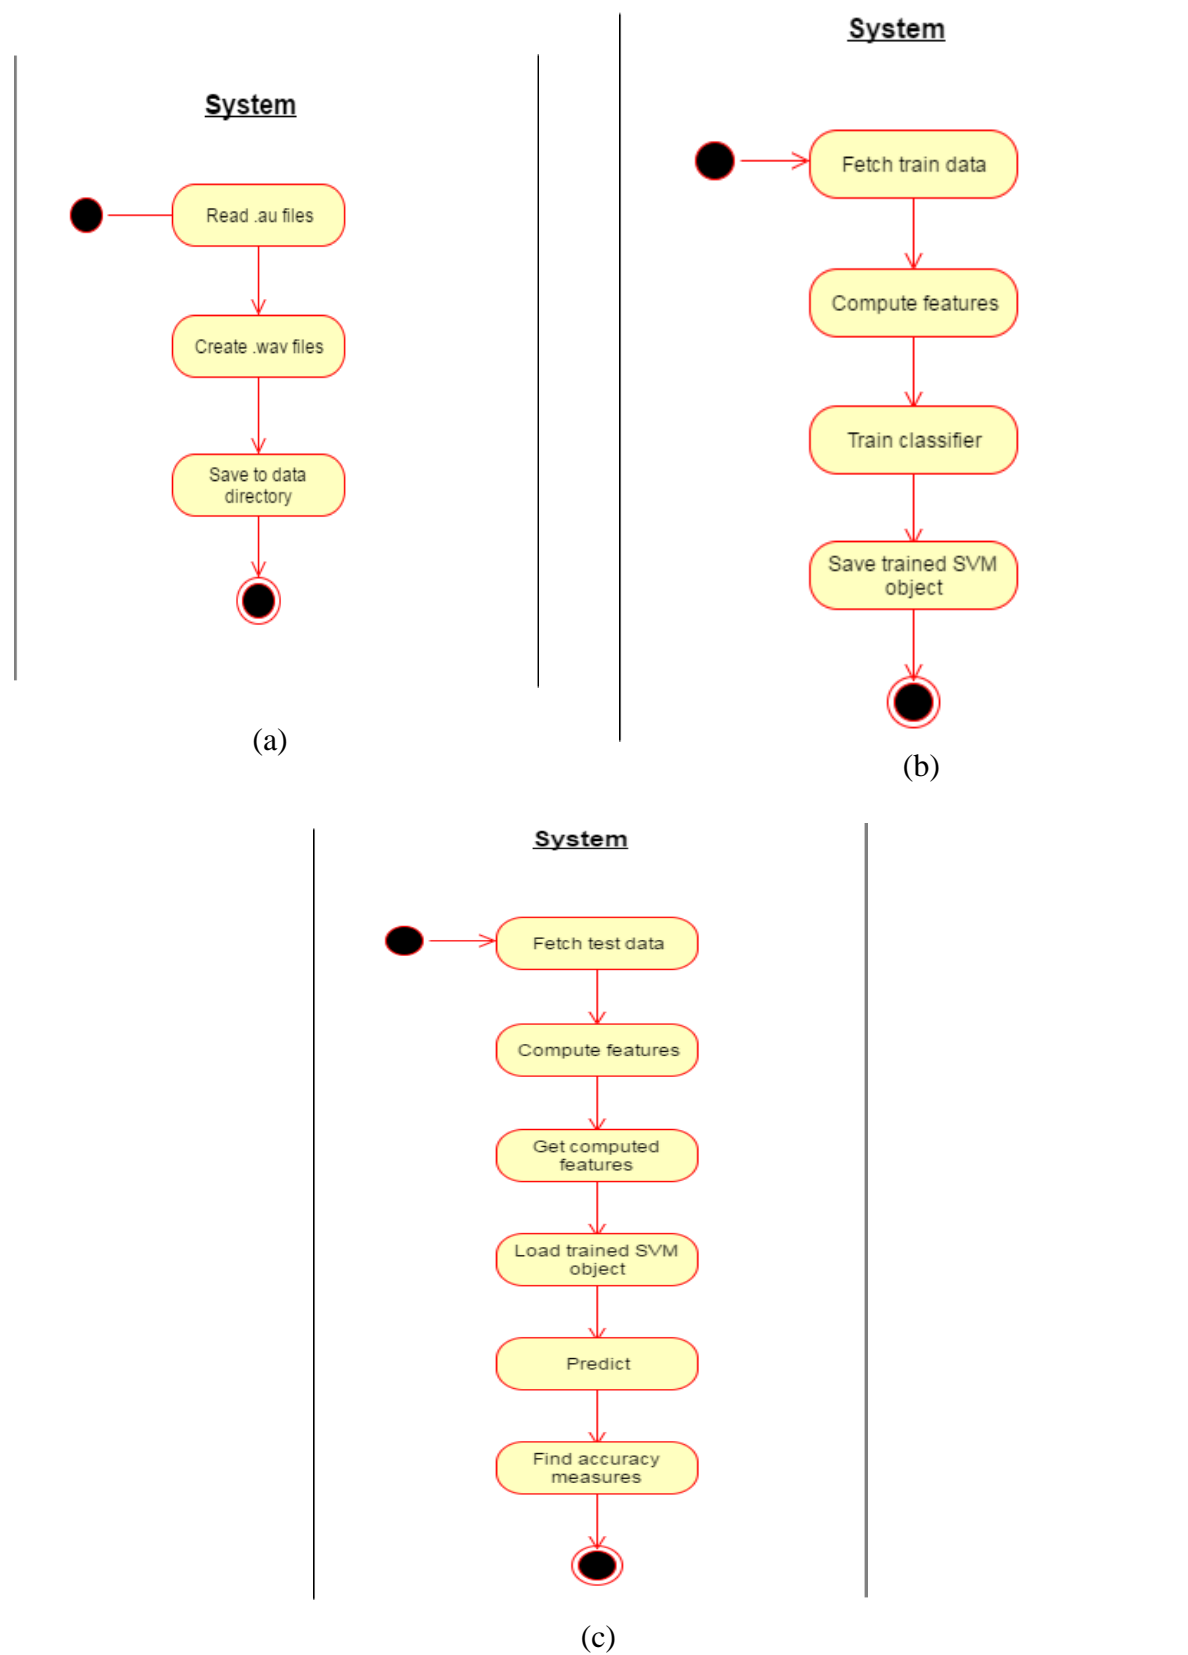 System
Read .au files
Create .wav files
Save to data
directory
(a)
System
Fetch train data
Compute features
Train classifier
Save trained SVM
object
(b)
System
Fetch test data
Compute features
Get computed
features
Load trained SVM
object
Predict
Find accuracy
measures
(c)